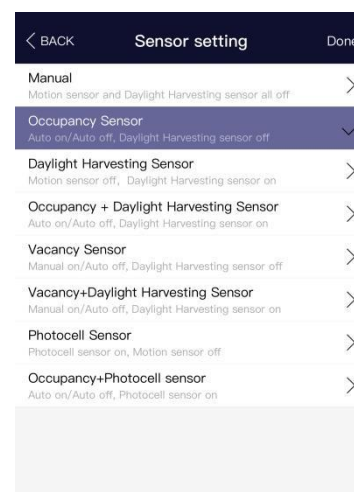 BACK Sensor setting Done
Manual
Motion sensor and Daylight Harvesting sensor all off
Occupancy Sensor
Auto on/Auto off, Daylight Harvesting sensor off
Daylight Harvesting Sensor
Motion sensor off, Daylight Harvesting sensor on
Occupancy + Daylight Harvesting Sensor
Auto on/Auto off, Daylight Harvesting sensor on
Vacancy Sensor
Manual on/Auto off, Daylight Harvesting sensor off
Vacancy+Daylight Harvesting Sensor
Manual on/Auto off, Daylight Harvesting sensor on
Photocell Sensor
Photocell sensor on, Motion sensor off
Occupancy+Photocell sensor
Auto on/Auto off, Photocell sensor on